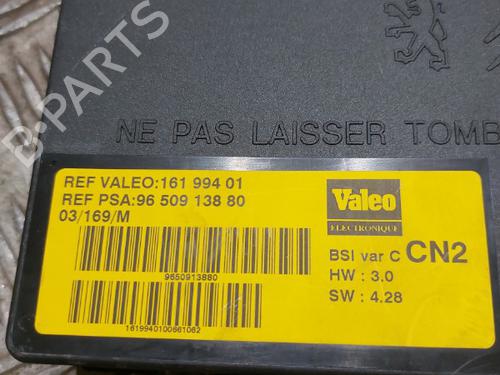 NE PAS LAISSER TOMB
REF VALEO:161 994 01
REF PSA:96 509 138 80
03/169/M
9650913880
1619940100661062
Valeo
ELECTRONIQUE
BSI var C CN2
HW : 3.0
SW : 4.28
B-PARTS